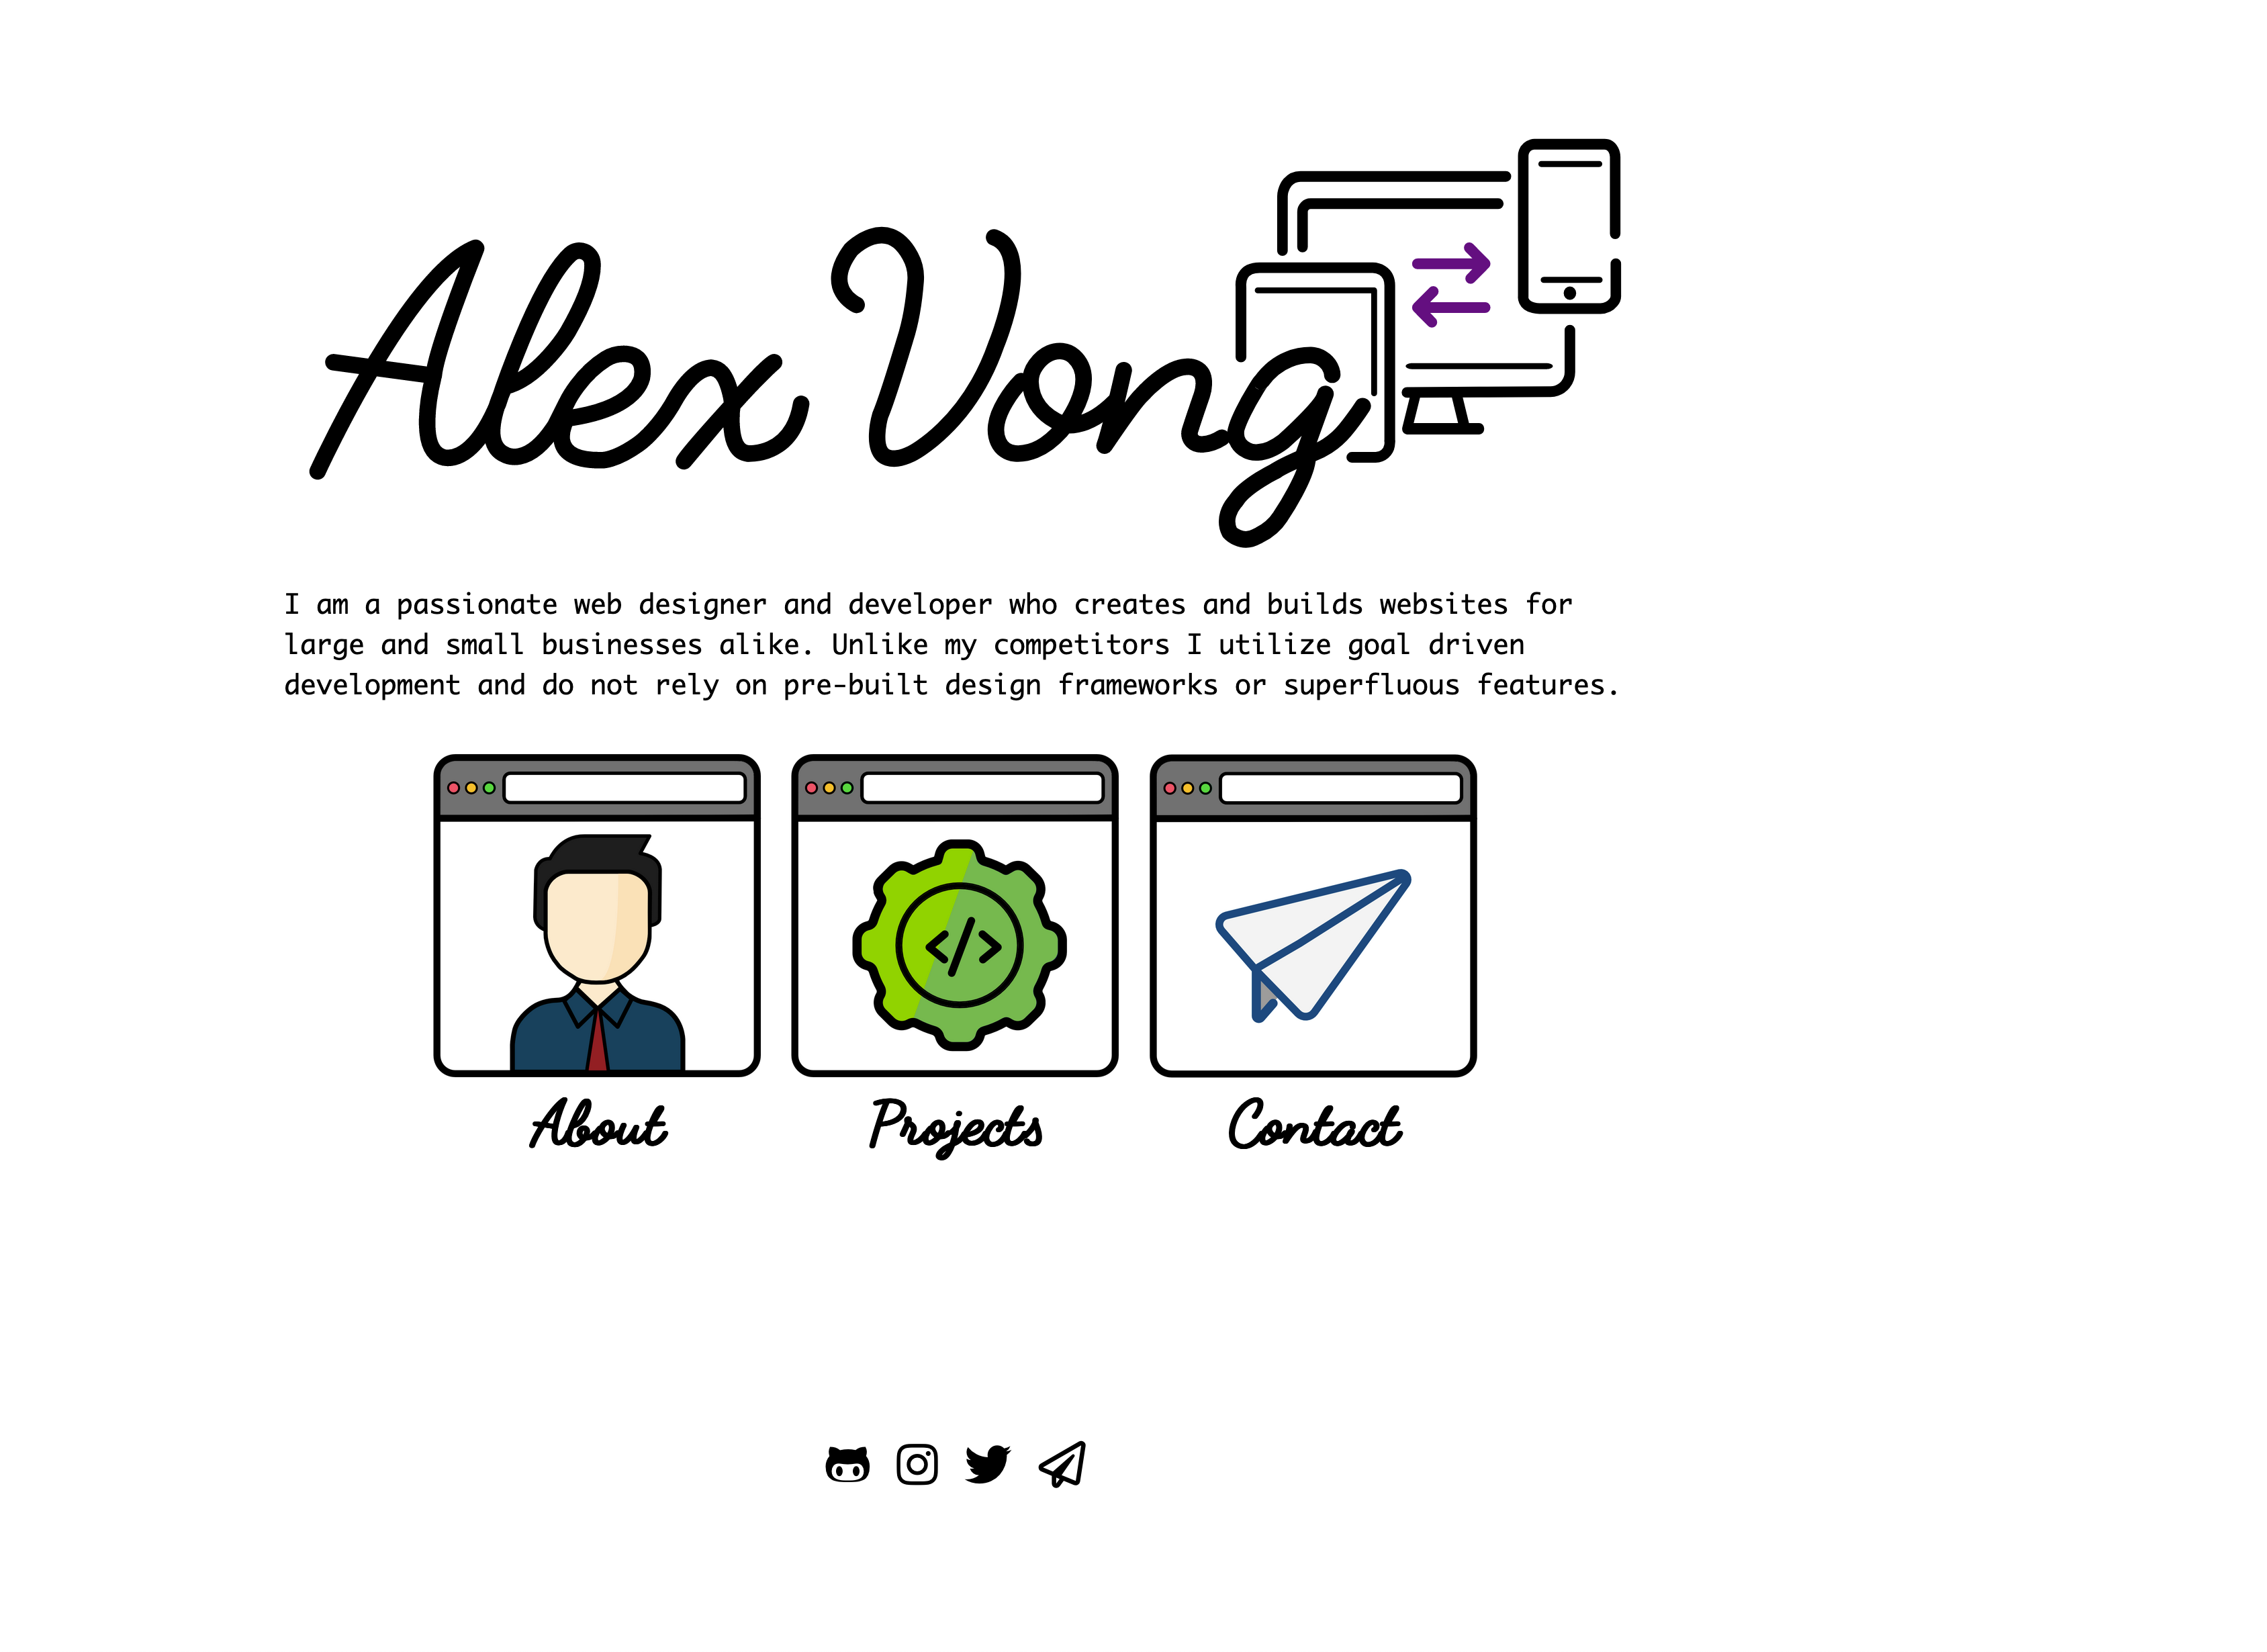 Alex Vong
I am a passionate web designer and developer who creates and builds websites for
large and small businesses alike. Unlike my competitors I utilize goal driven
development and do not rely on pre-built design frameworks or superfluous features.
</>
About Projects Contact